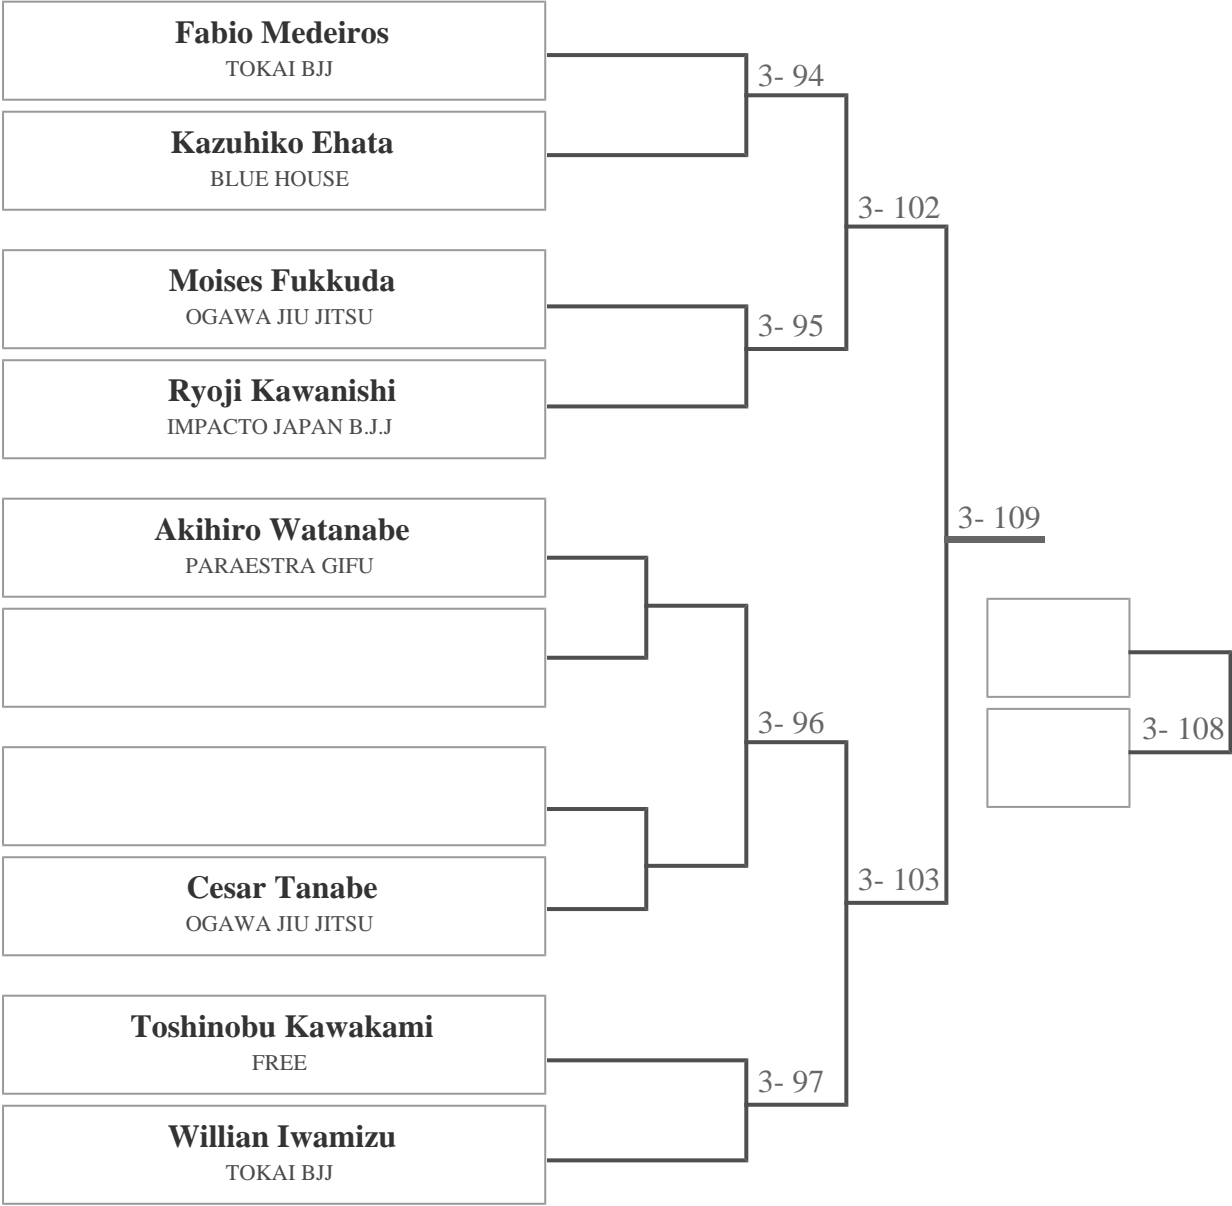 Fabio Medeiros
TOKAI BJJ
3- 94
Kazuhiko Ehata
BLUE HOUSE
3- 102
Moises Fukkuda
OGAWA JIU JITSU
3- 95
Ryoji Kawanishi
IMPACTO JAPAN B.J.J
Akihiro Watanabe
PARAESTRA GIFU
3- 109
3- 96
3- 108
Cesar Tanabe
OGAWA JIU JITSU
3- 103
Toshinobu Kawakami
FREE
3- 97
Willian Iwamizu
TOKAI BJJ